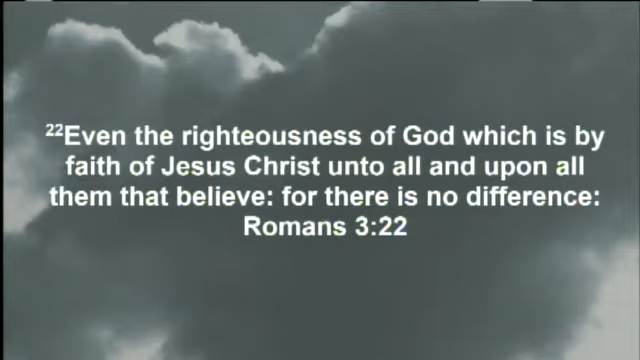 ²²Even the righteousness of God which is by
faith of Jesus Christ unto all and upon all
them that believe: for there is no difference:
Romans 3:22